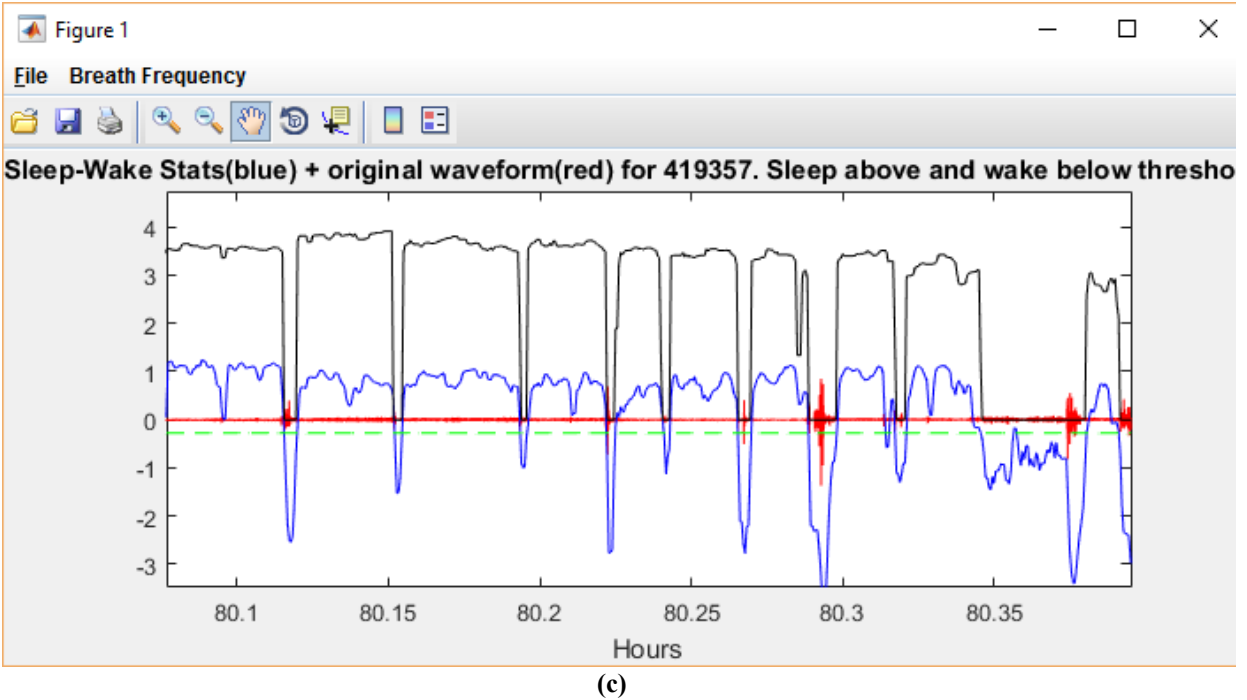 Figure 1
File Breath Frequency
Sleep-Wake Stats(blue) + original waveform(red) for 419357. Sleep above and wake below thresho
4
3
2
1
0
-1
-2
-3
80.1 80.15 80.2 80.25 80.3 80.35
Hours
(c)